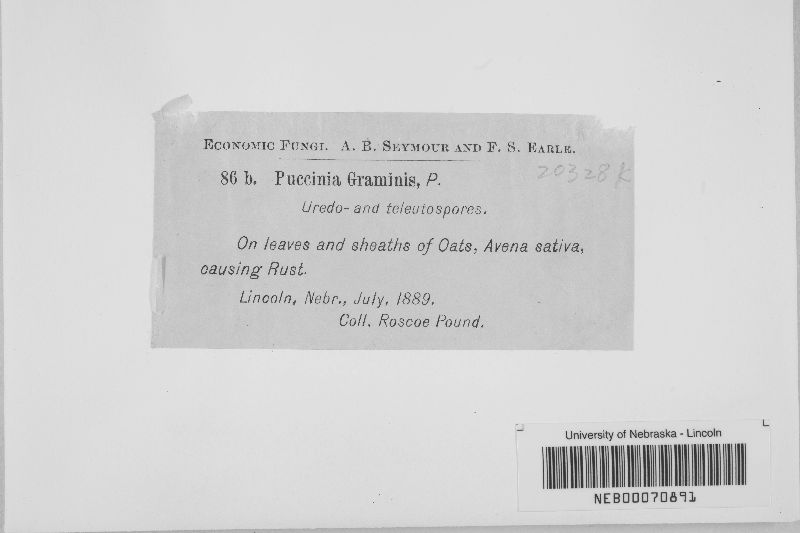 ECONOMIC FUNGI. A. B. SEYMOUR AND F. S. EARLE.
20328 K
86 b. Puccinia Graminis, P.
Uredo- and teleutospores.
On leaves and sheaths of Oats, Avena sativa,
causing Rust.
Lincoln, Nebr., July, 1889.
Coll. Roscoe Pound.
University of Nebraska - Lincoln
NEB00070891